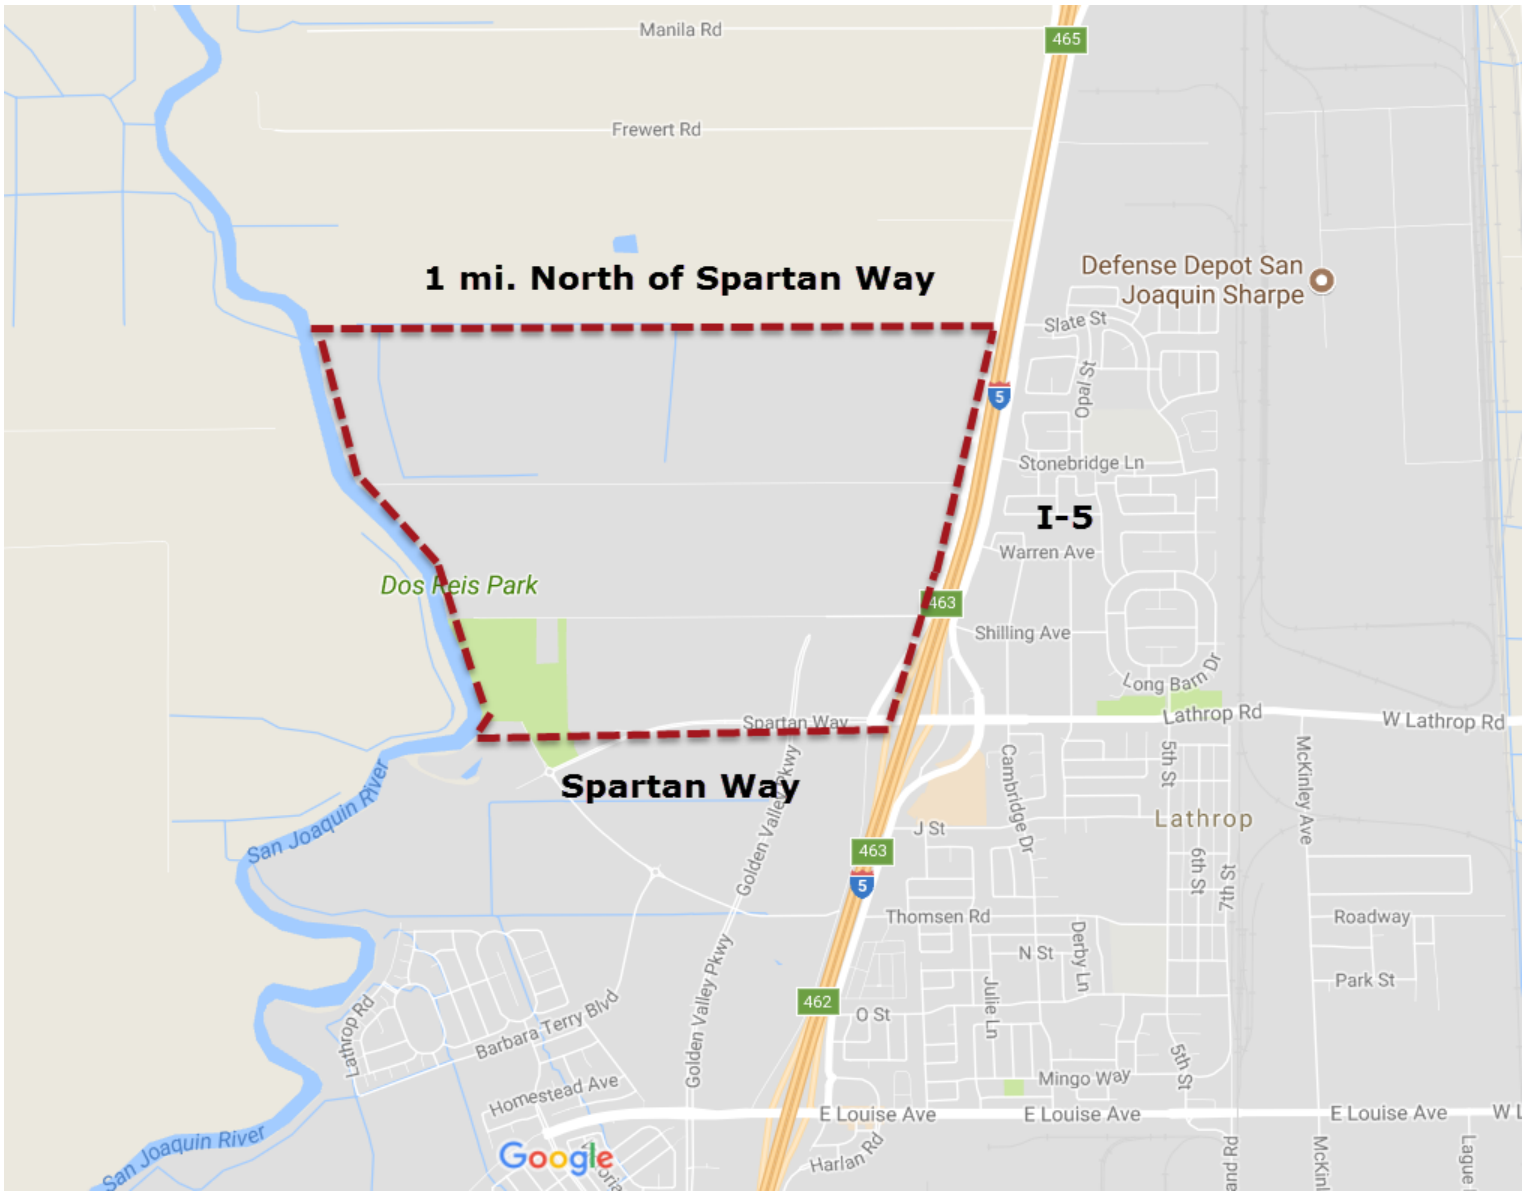 Manila Rd
465
Frewert Rd
1 mi. North of Spartan Way
Defense Depot San
Joaquin Sharpe
Slate St
Opal St
5
Stonebridge Ln
I-5
Warren Ave
Dos Reis Park
463
Shilling Ave
Long Barn Dr
Lathrop Rd
W Lathrop Rd
Spartan Way
Spartan Way
Golden Valley Pkwy
San Joaquin River
Cambridge Dr
5th St
McKinley Ave
Lathrop
J St
463
5
6th St
7th St
Thomsen Rd
Roadway
N St
Derby Ln
Park St
Golden Valley Pkwy
Julie Ln
462
O St
Lathrop Rd
Barbara Terry Blvd
5th St
Mingo Way
Homestead Ave
E Louise Ave
E Louise Ave
E Louise Ave
W L
San Joaquin River
Google
Harlan Rd
McKinl
Lague